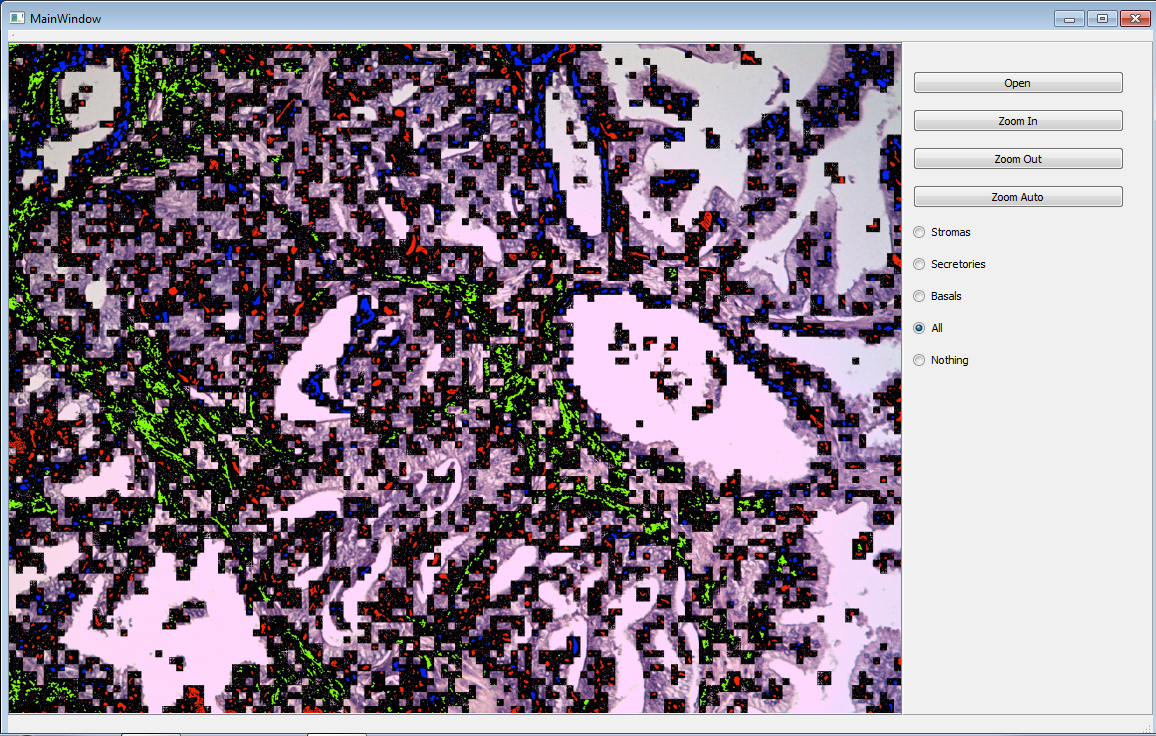 MainWindow
Open
Zoom In
Zoom Out
Zoom Auto
Stromas
Secretories
Basals
All
Nothing